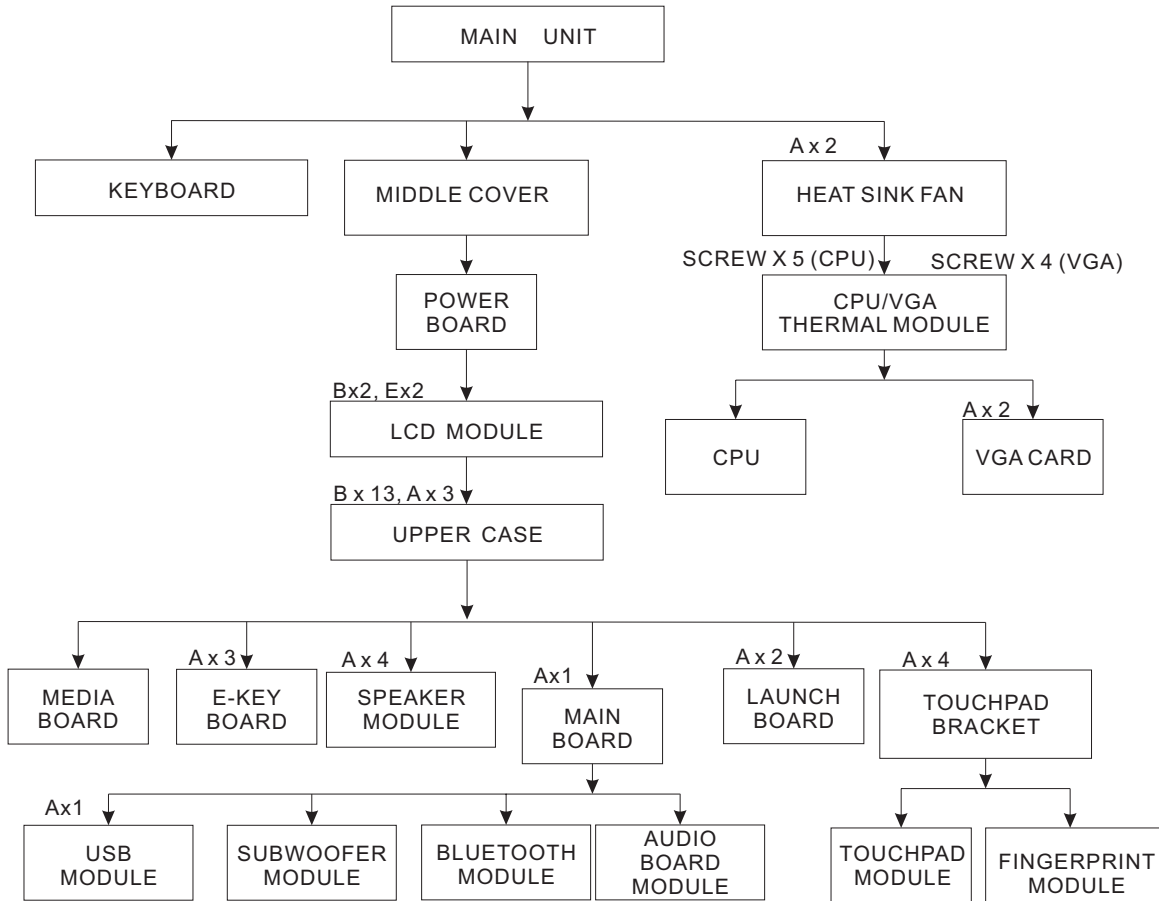 MAIN UNIT
A x 2
KEYBOARD
MIDDLE COVER
HEAT SINK FAN
SCREW X 5 (CPU)
SCREW X 4 (VGA)
POWER
BOARD
CPU/VGA
THERMAL MODULE
Bx2, Ex2
LCD MODULE
CPU
A x 2
VGA CARD
B x 13, A x 3
UPPER CASE
MEDIA
BOARD
A x 3
E-KEY
BOARD
A x 4
SPEAKER
MODULE
Ax1
MAIN
BOARD
A x 2
LAUNCH
BOARD
A x 4
TOUCHPAD
BRACKET
Ax1
USB
MODULE
SUBWOOFER
MODULE
BLUETOOTH
MODULE
AUDIO
BOARD
MODULE
TOUCHPAD
MODULE
FINGERPRINT
MODULE